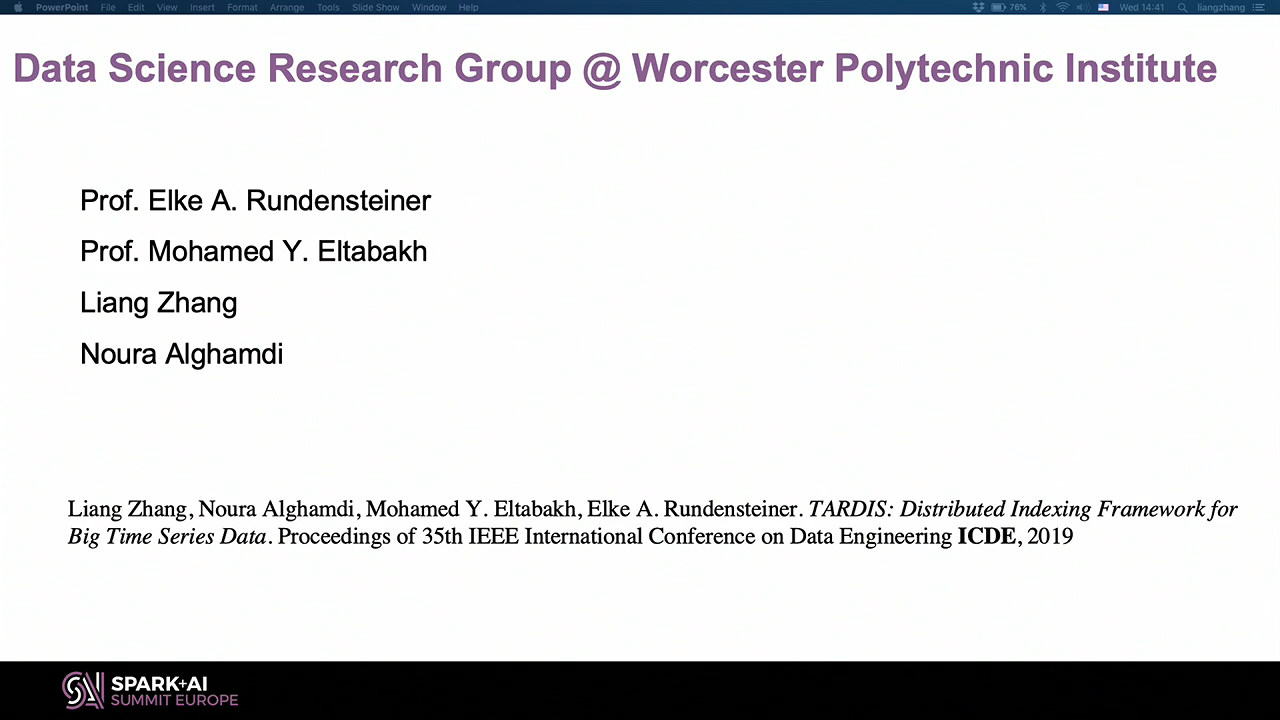 PowerPoint File Edit View Insert Format Arrange Tools Slide Show Window Help 76% Wed 14:41 liangzhang
Data Science Research Group @ Worcester Polytechnic Institute
Prof. Elke A. Rundensteiner
Prof. Mohamed Y. Eltabakh
Liang Zhang
Noura Alghamdi
Liang Zhang, Noura Alghamdi, Mohamed Y. Eltabakh, Elke A. Rundensteiner. TARDIS: Distributed Indexing Framework for
Big Time Series Data. Proceedings of 35th IEEE International Conference on Data Engineering ICDE, 2019
SPARK+AI
SUMMIT EUROPE